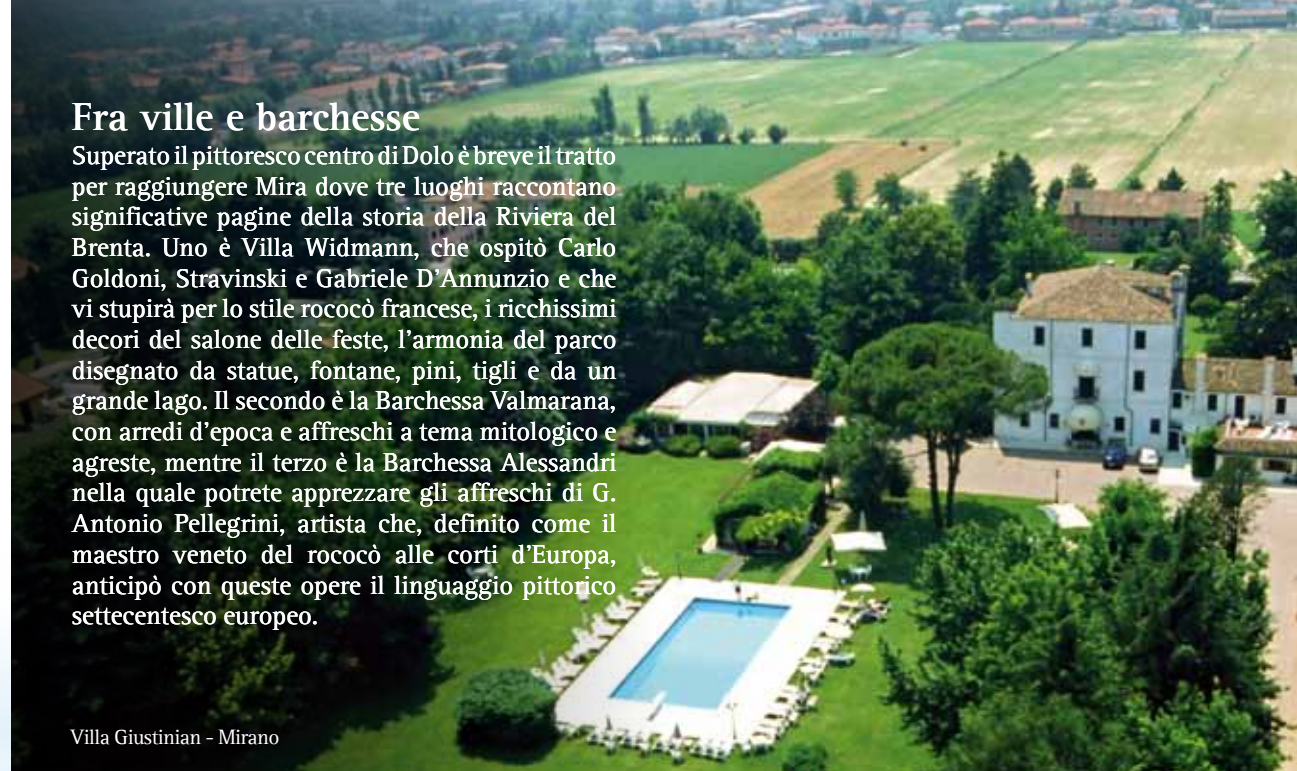 Fra ville e barchesse
Superato il pittoresco centro di Dolo è breve il tratto
per raggiungere Mira dove tre luoghi raccontano
significative pagine della storia della Riviera del
Brenta. Uno è Villa Widmann, che ospitò Carlo
Goldoni, Stravinski e Gabriele D'Annunzio e che
vi stupirà per lo stile rococò francese, i ricchissimi
decori del salone delle feste, l'armonia del parco
disegnato da statue, fontane, pini, tigli e da un
grande lago. Il secondo è la Barchessa Valmarana,
con arredi d'epoca e affreschi a tema mitologico e
agreste, mentre il terzo è la Barchessa Alessandri
nella quale potrete apprezzare gli affreschi di G.
Antonio Pellegrini, artista che, definito come il
maestro veneto del rococò alle corti d'Europa,
anticipò con queste opere il linguaggio pittorico
settecentesco europeo.
Villa Giustinian - Mirano